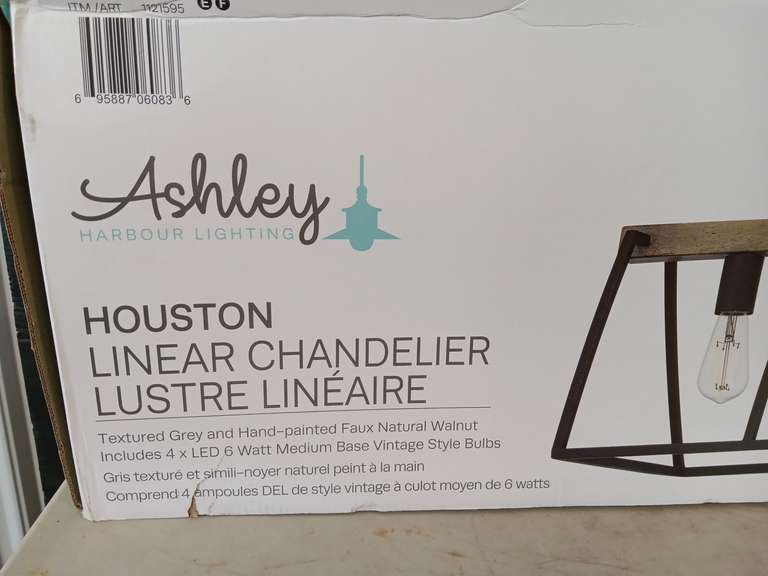 ITM./ART. 1121595 E F
6 95887 06083 6
Ashley
HARBOUR LIGHTING
HOUSTON
LINEAR CHANDELIER
LUSTRE LINÉAIRE
Textured Grey and Hand-painted Faux Natural Walnut
Includes 4 x LED 6 Watt Medium Base Vintage Style Bulbs
Gris texturé et simili-noyer naturel peint à la main
Comprend 4 ampoules DEL de style vintage à culot moyen de 6 watts